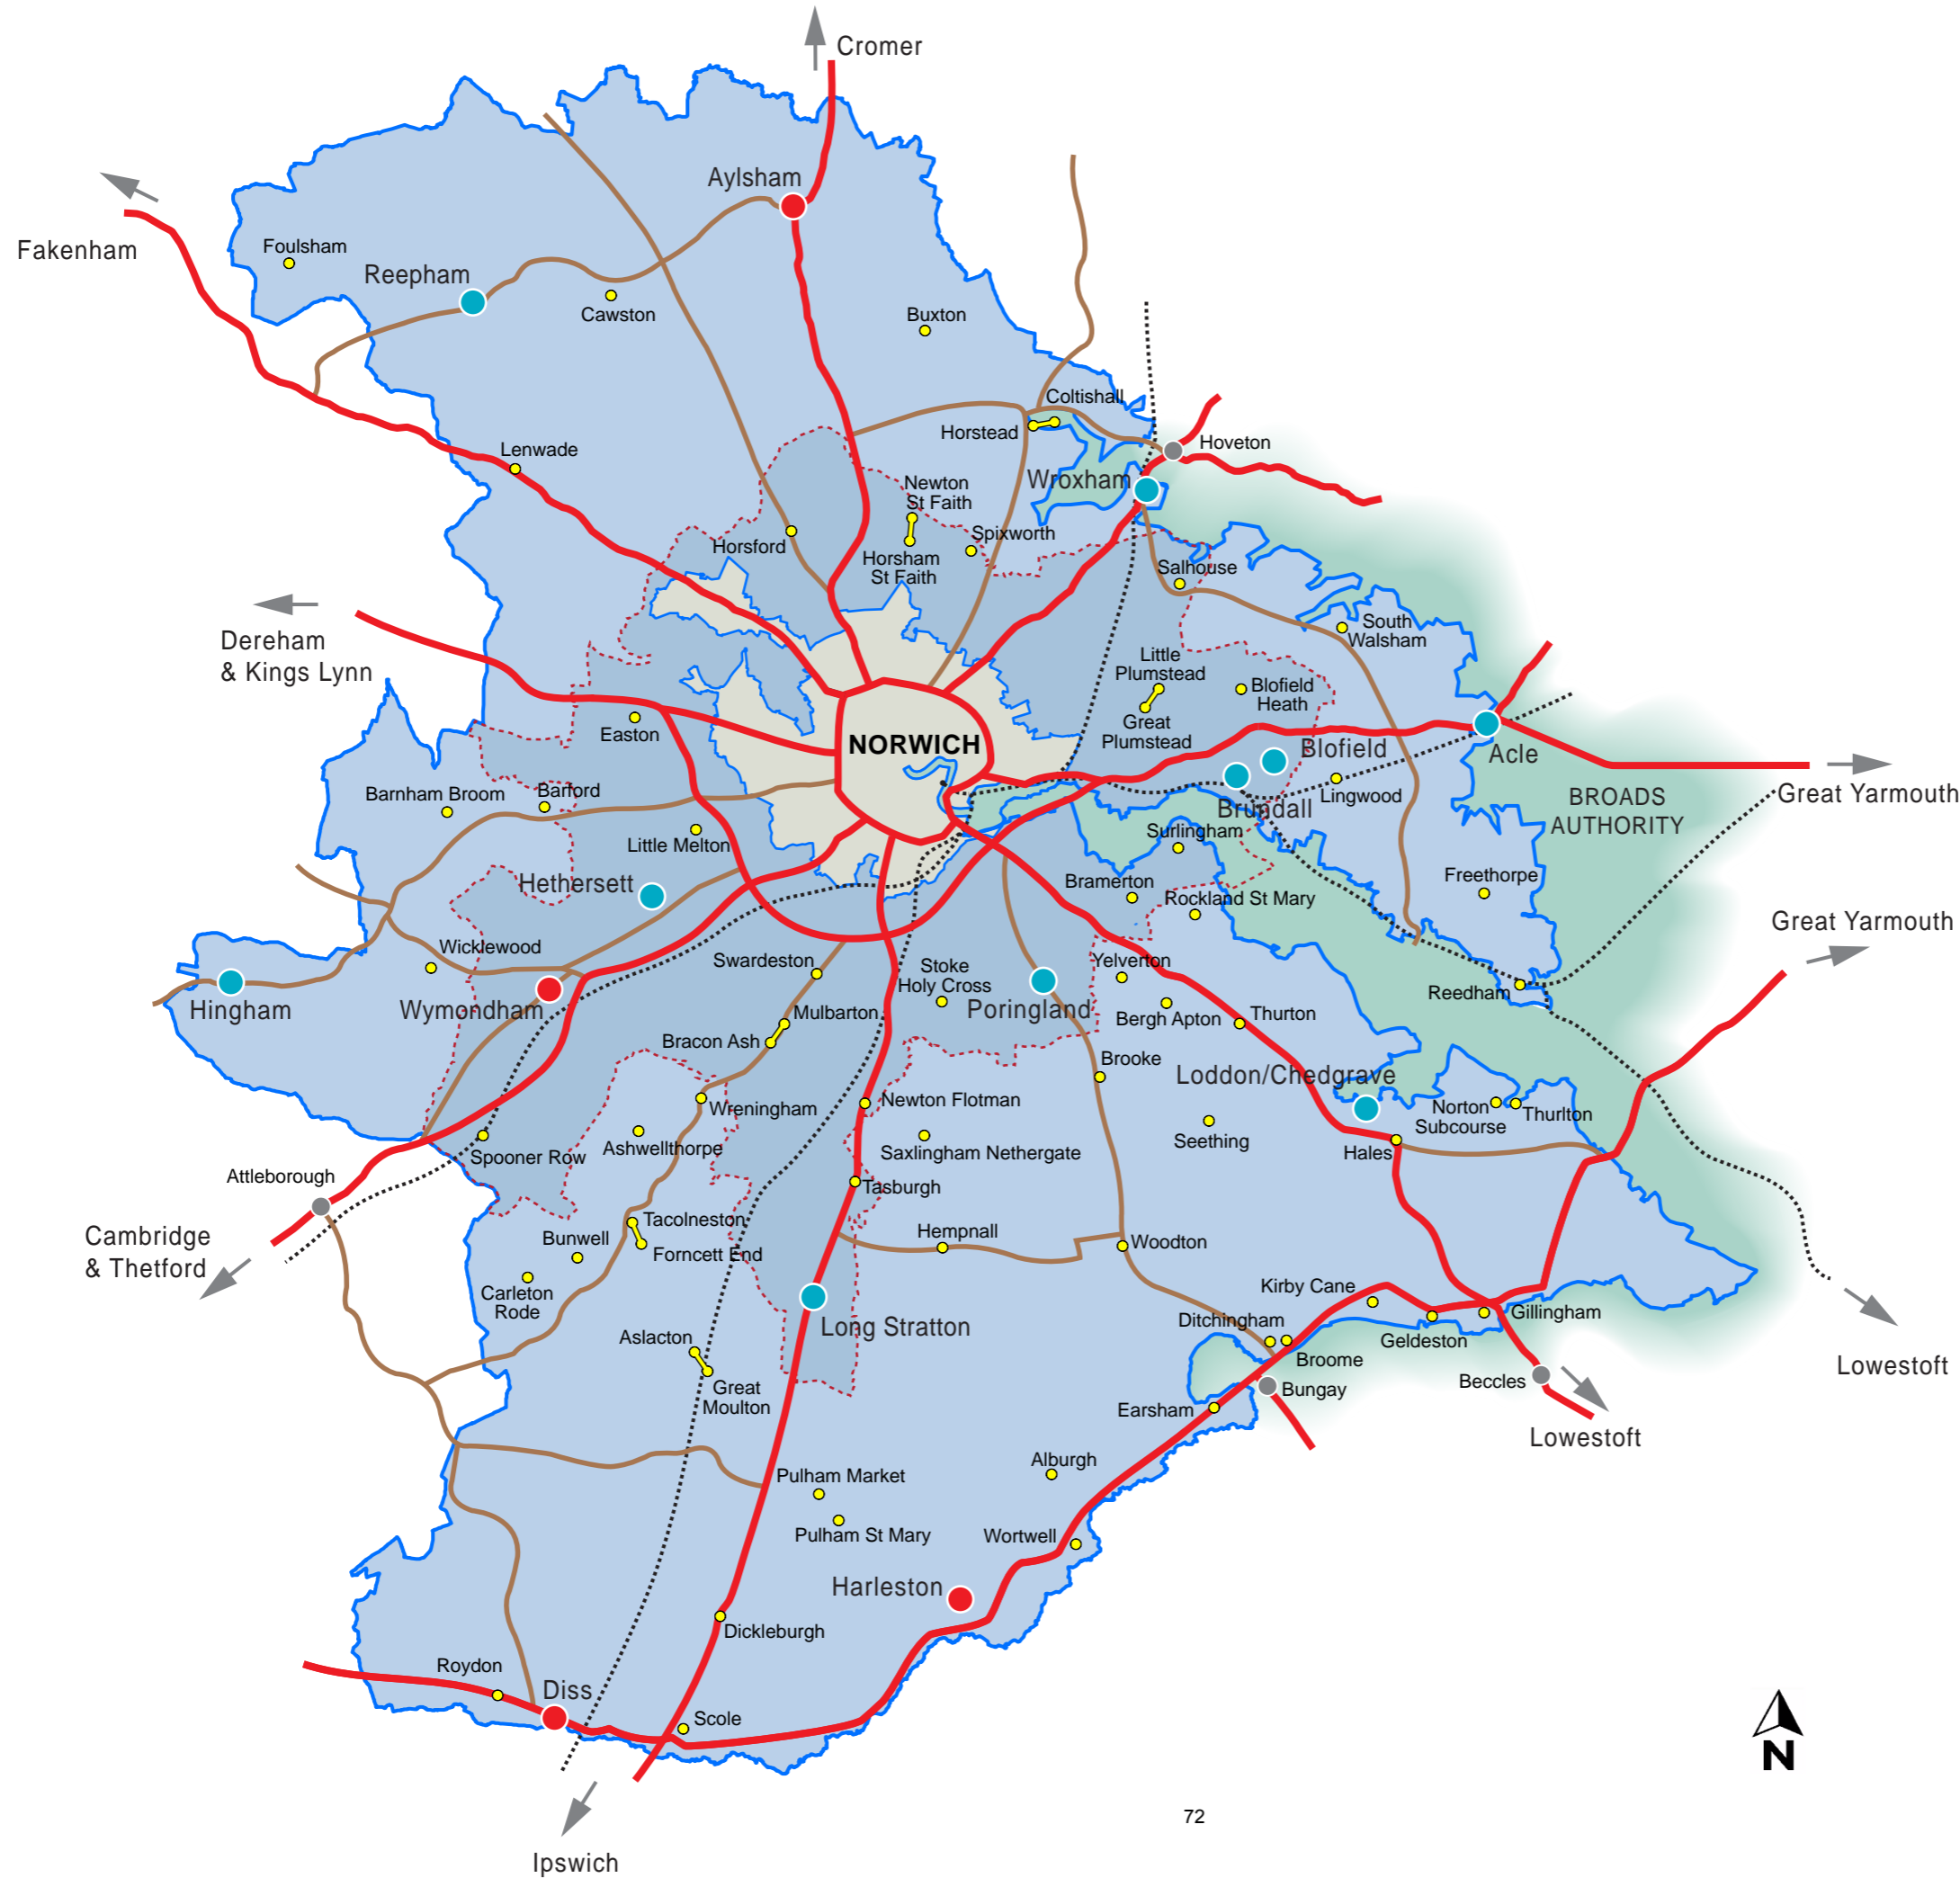 Cromer
Aylsham
Fakenham
Foulsham
Reepham
Cawston
Buxton
Coltishall
Horstead
Hoveton
Lenwade
Wroxham
Newton
St Faith
Horsford
Spixworth
Horsham
St Faith
Salhouse
Dereham
& Kings Lynn
South
Walsham
Little
Plumstead
Blofield
Heath
Great
Plumstead
Easton
NORWICH
Blofield
Acle
Barnham Broom
Barford
Brundall
Lingwood
BROADS
AUTHORITY
Great Yarmouth
Little Melton
Surlingham
Hethersett
Bramerton
Freethorpe
Rockland St Mary
Great Yarmouth
Wicklewood
Swardeston
Stoke
Holy Cross
Yelverton
Reedham
Hingham
Wymondham
Mulbarton
Poringland
Bergh Apton
Thurton
Bracon Ash
Brooke
Loddon/Chedgrave
Wreningham
Newton Flotman
Norton
Subcourse
Thurlton
Seething
Ashwellthorpe
Saxlingham Nethergate
Hales
Spooner Row
Attleborough
Tasburgh
Cambridge
& Thetford
Tacolneston
Bunwell
Forncett End
Hempnall
Woodton
Carleton
Rode
Kirby Cane
Ditchingham
Gillingham
Long Stratton
Geldeston
Aslacton
Broome
Lowestoft
Great
Moulton
Bungay
Beccles
Earsham
Lowestoft
Alburgh
Pulham Market
Pulham St Mary
Wortwell
Harleston
Dickleburgh
Roydon
Diss
Scole
N
72
Ipswich